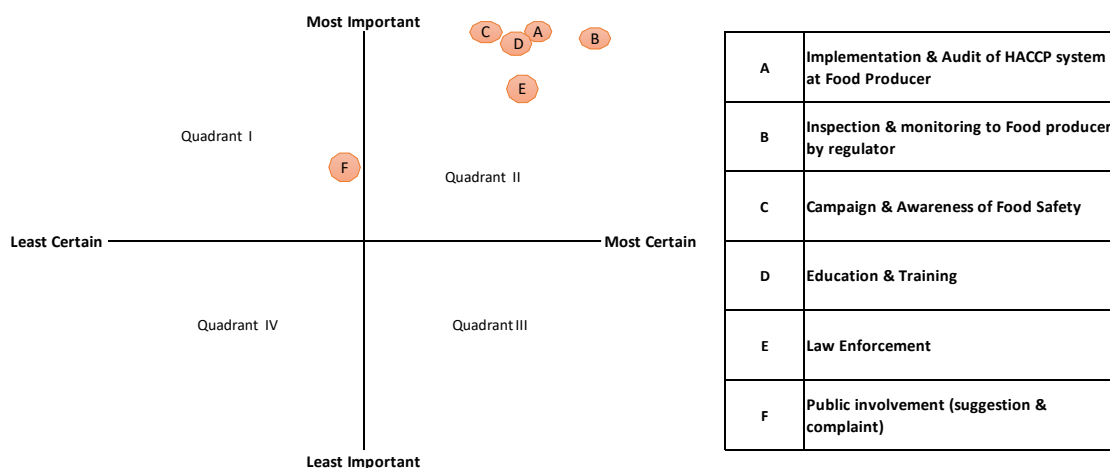 Most Important
C
A
B
D
E
Quadrant I
F
Quadrant II
Least Certain
Most Certain
Quadrant IV
Quadrant III
Least Important
A
Implementation & Audit of HACCP system
at Food Producer
B
Inspection & monitoring to Food producer
by regulator
C
Campaign & Awareness of Food Safety
D
Education & Training
E
Law Enforcement
F
Public involvement (suggestion &
complaint)